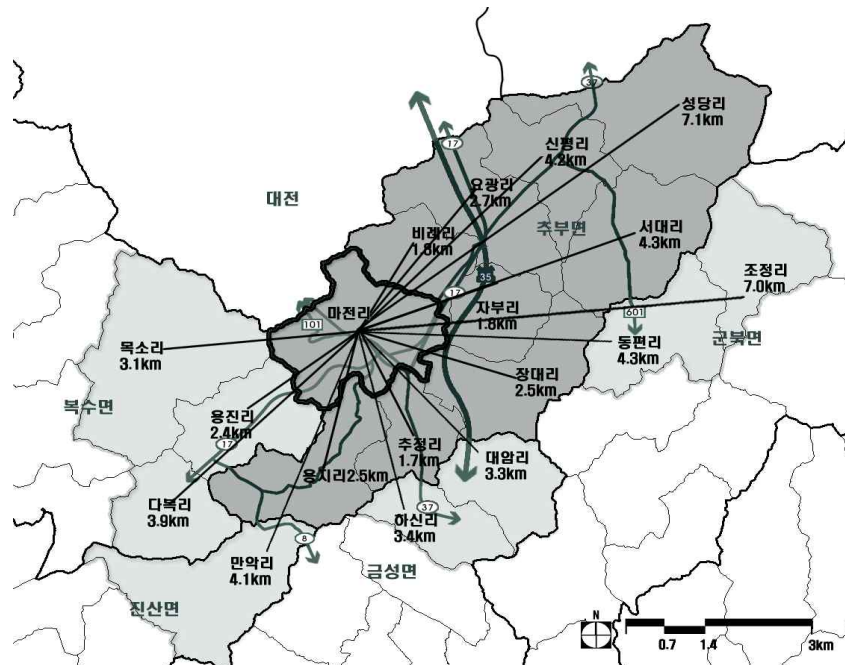 37
성당리
7.1km
17
신평리
4.2km
요광리
2.7km
대전
비례리
1.8km
추부면
서대리
4.3km
35
조정리
7.0km
17
마전리
101
자부리
1.8km
601
동편리
4.3km
군북면
목소리
3.1km
장대리
2.5km
복수면
용진리
2.4km
17
추정리
1.7km
대암리
3.3km
용지리2.5km
다복리
3.9km
37
하신리
3.4km
8
만악리
4.1km
금성면
진산면
N
0.7
1.4
3km